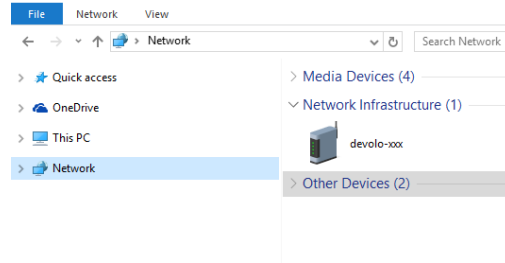 File Network View
Network Search Network
Quick access
OneDrive
This PC
Network
Media Devices (4)
Network Infrastructure (1)
devolo-xxx
Other Devices (2)